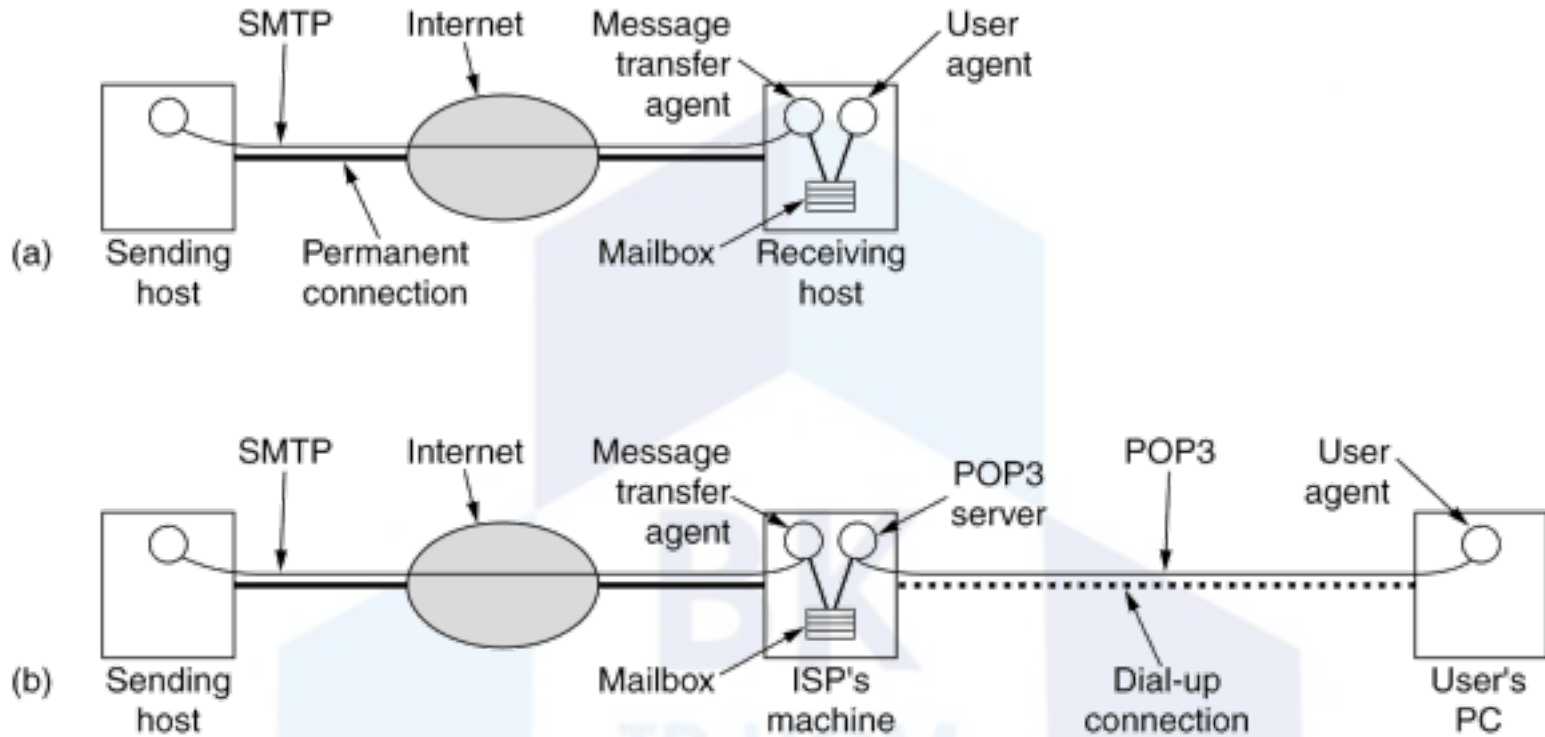 SMTP
Internet
Message
transfer
agent
User
agent
(a)
Sending
host
Permanent
connection
Mailbox
Receiving
host
SMTP
Internet
Message
transfer
agent
POP3
server
POP3
User
agent
BK
(b)
Sending
host
Mailbox
ISP's
machine
Dial-up
connection
User's
PC